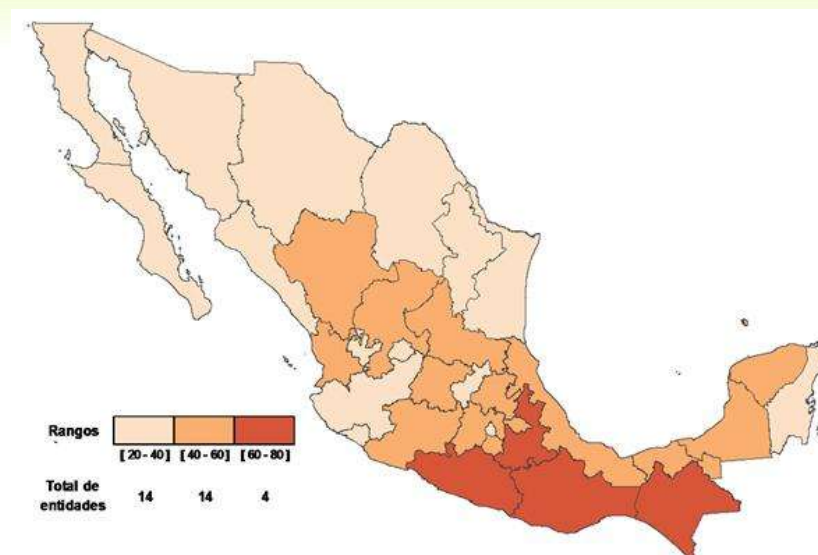 Rangos
[ 20 - 40] [ 40 - 60] [60 - 80]
Total de
entidades 14 14 4